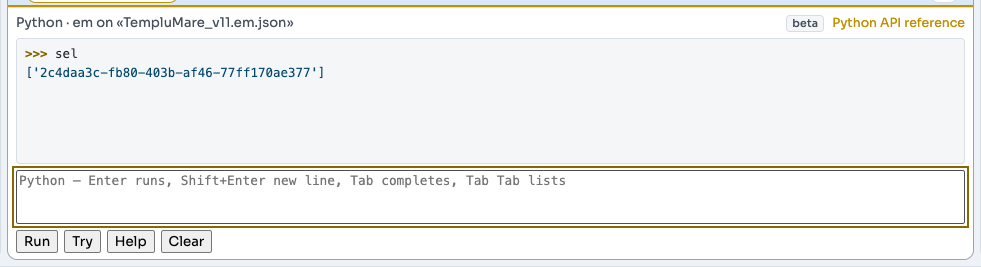 Python · em on «TempluMare_v11.em.json»
beta
Python API reference
>>> sel
['2c4daa3c-fb80-403b-af46-77ff170ae377']
Python — Enter runs, Shift+Enter new line, Tab completes, Tab Tab lists
Run
Try
Help
Clear